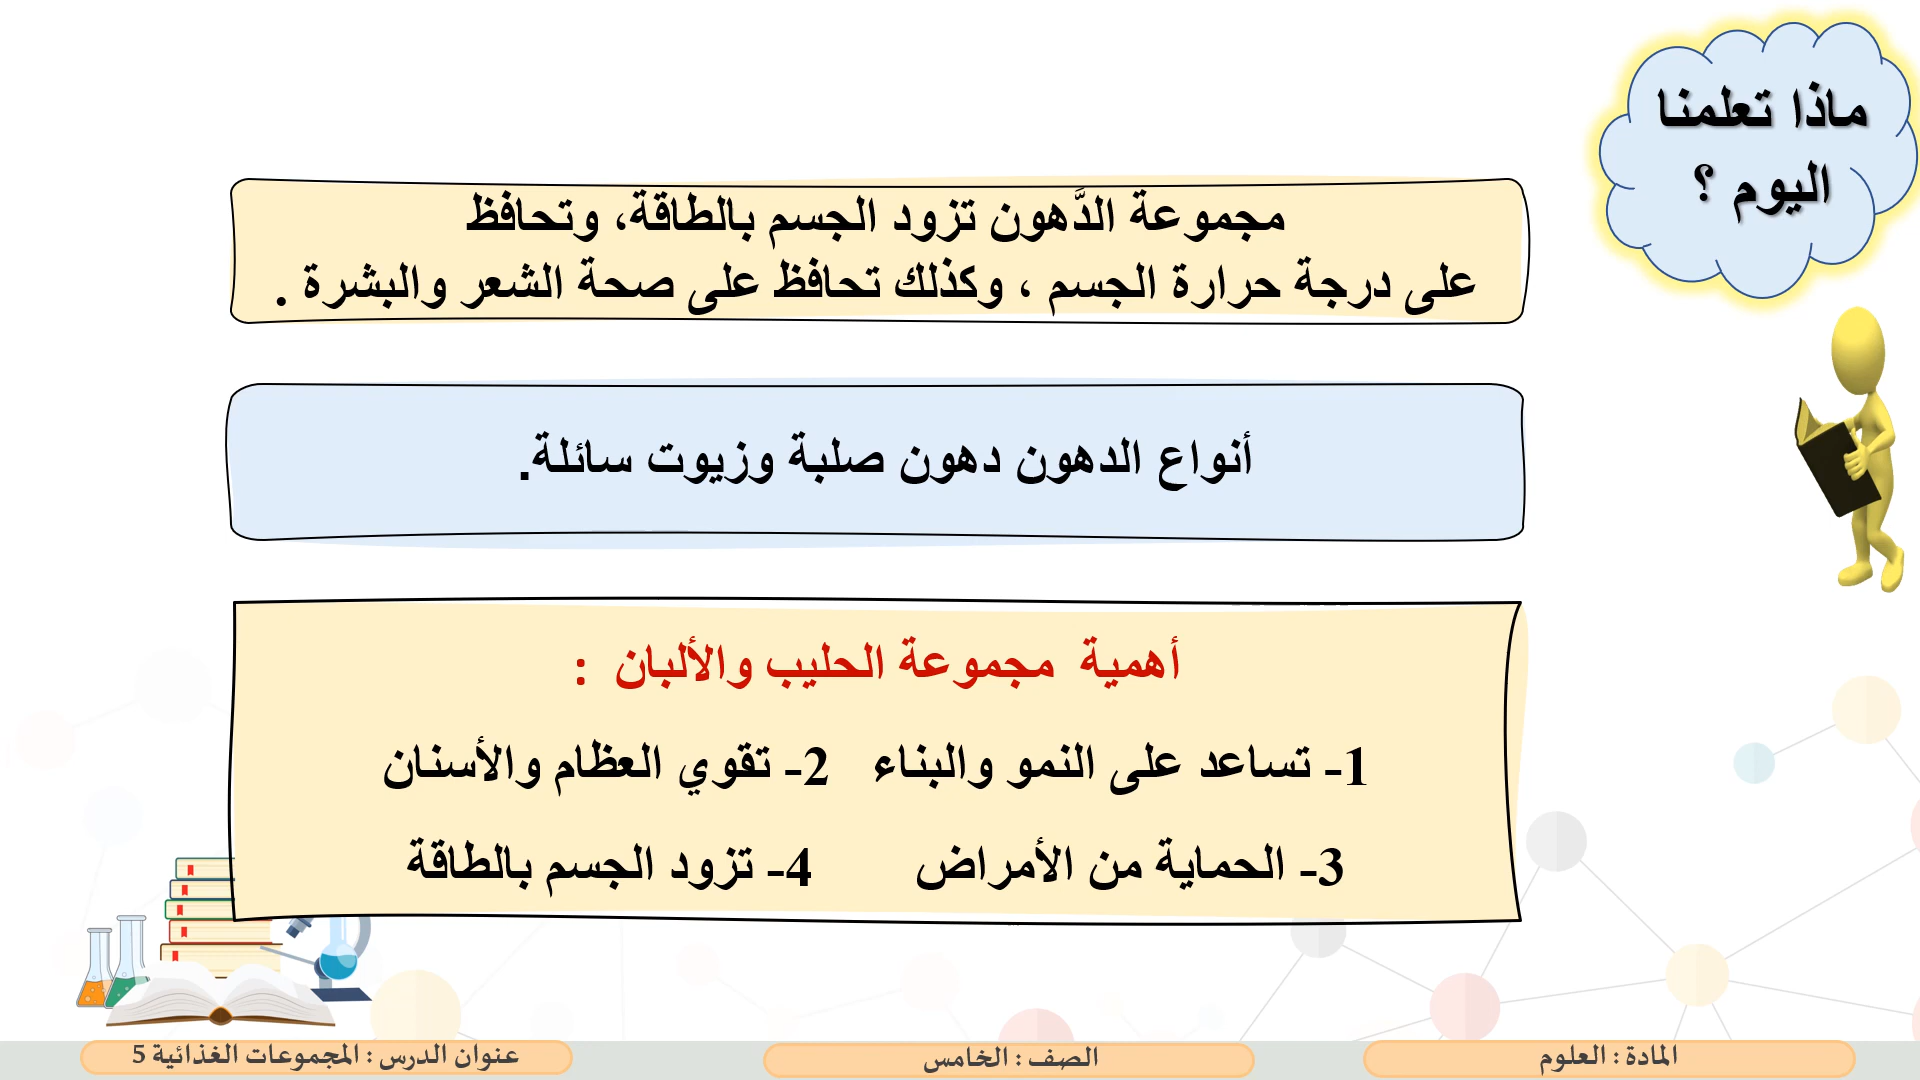 ماذا تعلمنا
اليوم ؟
مجموعة الدَّهون تزود الجسم بالطاقة، وتحافظ
على درجة حرارة الجسم ، وكذلك تحافظ على صحة الشعر والبشرة .
أنواع الدهون دهون صلبة وزيوت سائلة.
أهمية مجموعة الحليب والألبان :
1- تساعد على النمو والبناء 2- تقوي العظام والأسنان
3- الحماية من الأمراض 4- تزود الجسم بالطاقة
المادة : العلوم
الصف : الخامس
عنوان الدرس : المجموعات الغذائية 5